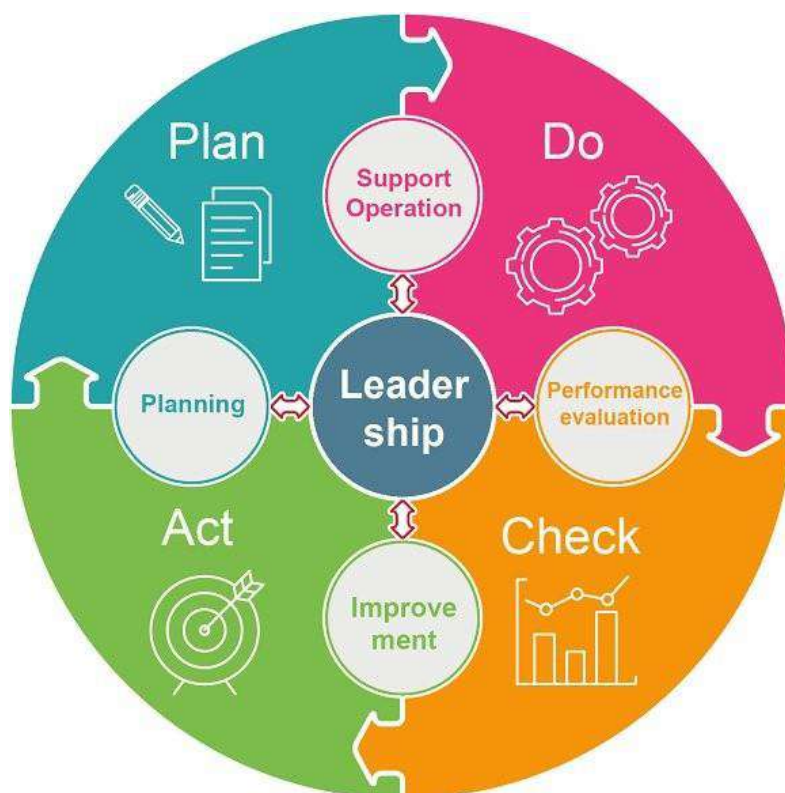 Plan
Do
Support
Operation
Planning
Leader
ship
Performance
evaluation
Act
Check
Improve
ment